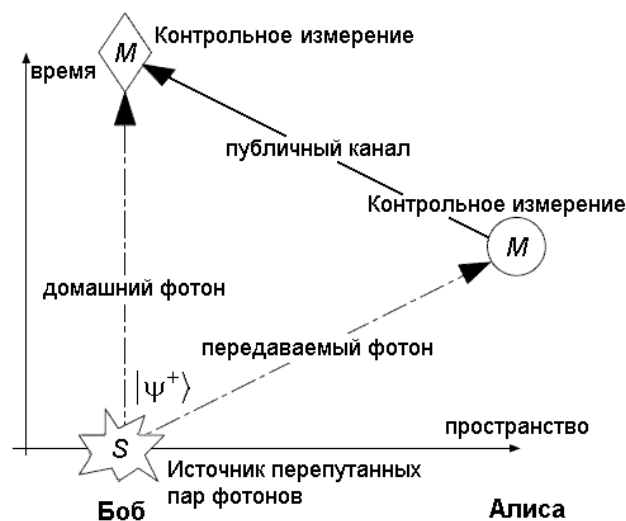 Контрольное измерение
M
время
публичный канал
Контрольное измерение
M
домашний фотон
передаваемый фотон
|ψ⁺⟩
пространство
S
Источник перепутанных
пар фотонов
Боб
Алиса